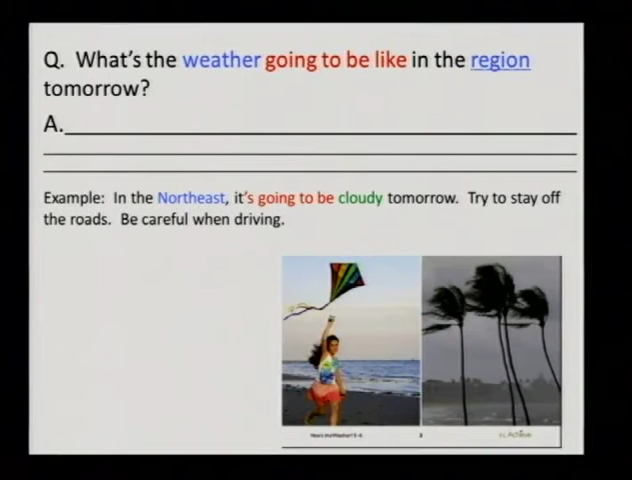 Q. What's the weather going to be like in the region
tomorrow?
A.
Example: In the Northeast, it's going to be cloudy tomorrow. Try to stay off
the roads. Be careful when driving.